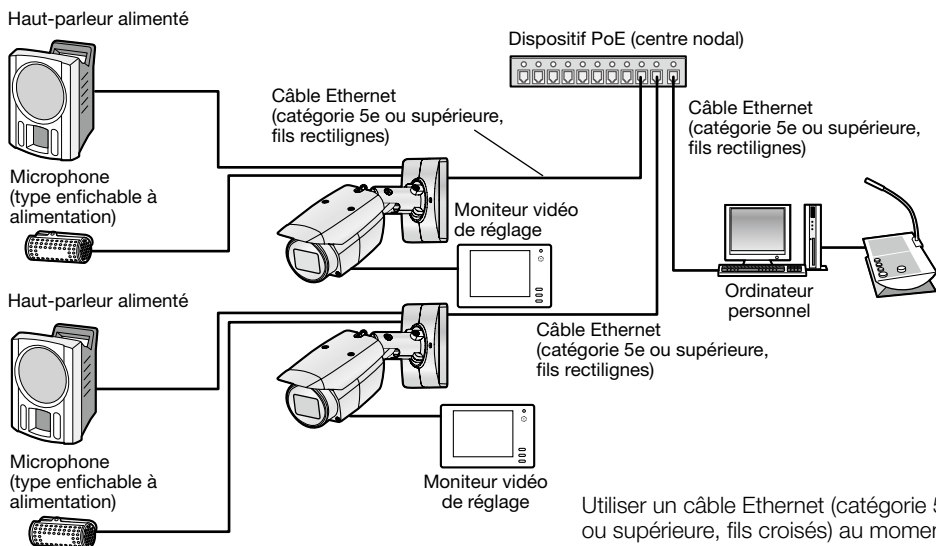 Haut-parleur alimenté
Dispositif PoE (centre nodal)
Câble Ethernet
(catégorie 5e ou supérieure,
fils rectilignes)
Câble Ethernet
(catégorie 5e ou supérieure,
fils rectilignes)
Microphone
(type enfichable à
alimentation)
Moniteur vidéo
de réglage
Ordinateur
personnel
Haut-parleur alimenté
Câble Ethernet
(catégorie 5e ou supérieure,
fils rectilignes)
Microphone
(type enfichable à
alimentation)
Moniteur vidéo
de réglage
Utiliser un câble Ethernet (catégorie
ou supérieure, fils croisés) au